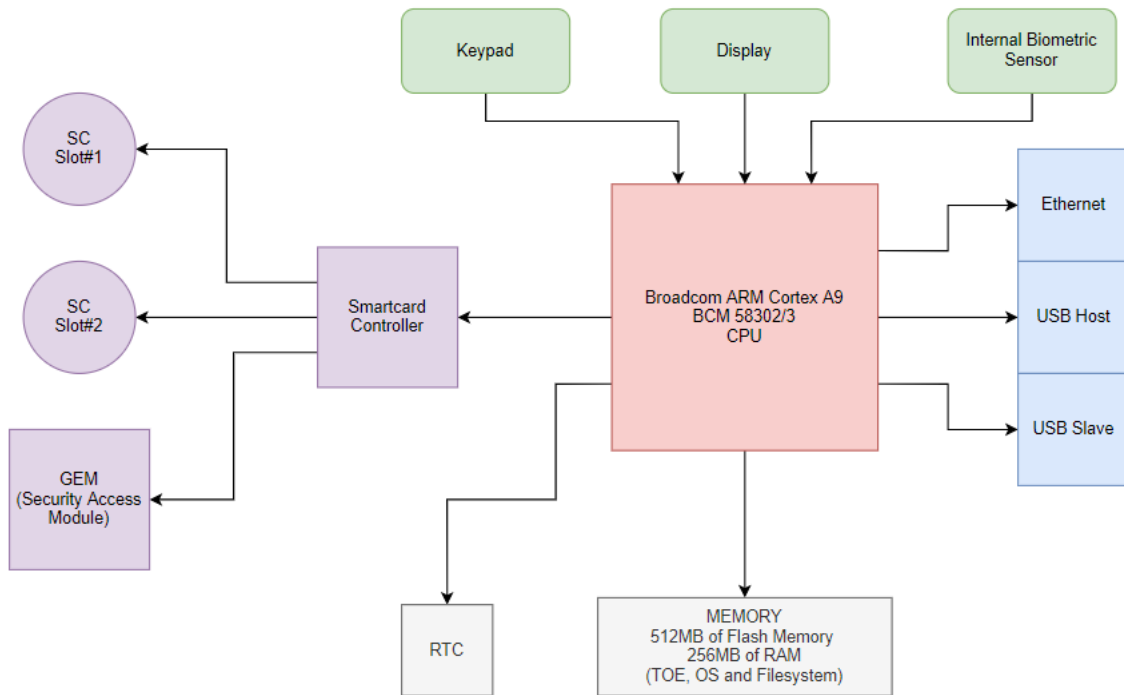 Keypad
Display
Internal Biometric
Sensor
SC
Slot#1
Ethernet
SC
Slot#2
Smartcard
Controller
Broadcom ARM Cortex A9
BCM 58302/3
CPU
USB Host
USB Slave
GEM
(Security Access
Module)
RTC
MEMORY
512MB of Flash Memory
256MB of RAM
(TOE, OS and Filesystem)